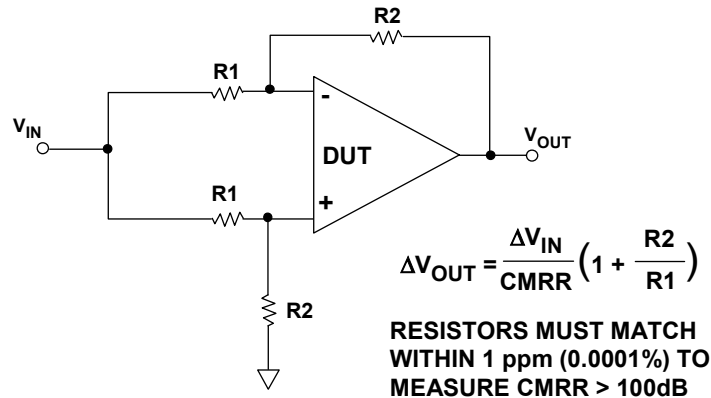 R2
R1
V_IN
-
DUT
V_OUT
R1
+
R2
ΔV_OUT = ΔV_IN/CMRR (1 + R2/R1)
RESISTORS MUST MATCH
WITHIN 1 ppm (0.0001%) TO
MEASURE CMRR > 100dB